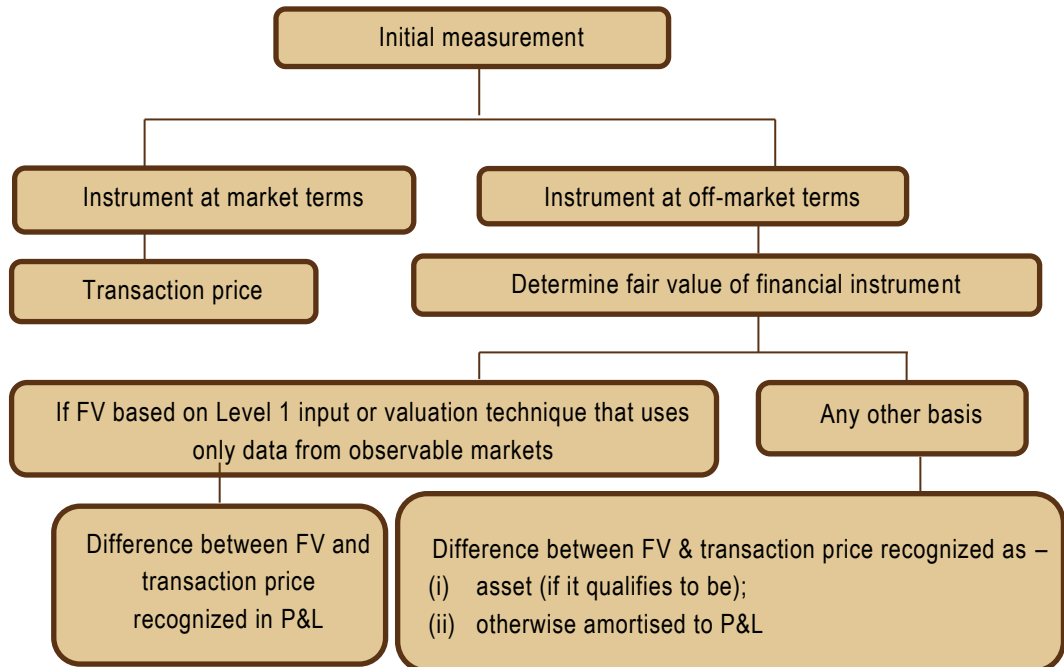 Initial measurement
Instrument at market terms
Instrument at off-market terms
Transaction price
Determine fair value of financial instrument
If FV based on Level 1 input or valuation technique that uses
only data from observable markets
Any other basis
Difference between FV and
transaction price
recognized in P&L
Difference between FV & transaction price recognized as –
(i) asset (if it qualifies to be);
(ii) otherwise amortised to P&L